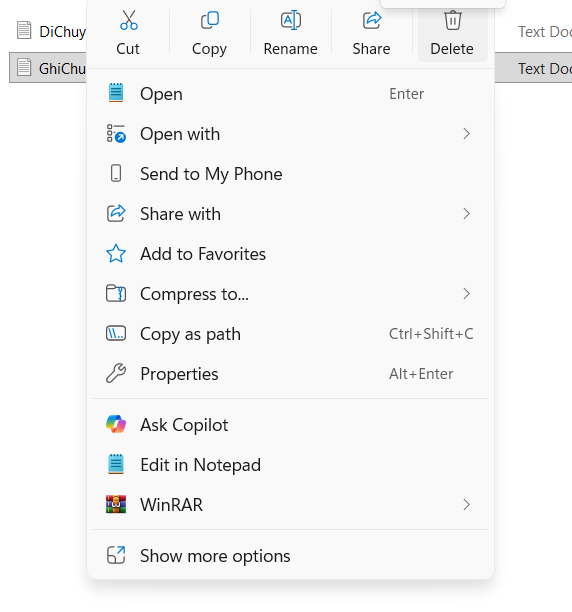 Cut Copy Rename Share Delete
DiChuy Text Doc
GhiChu Text Doc
Open Enter
Open with
Send to My Phone
Share with
Add to Favorites
Compress to...
Copy as path Ctrl+Shift+C
Properties Alt+Enter
Ask Copilot
Edit in Notepad
WinRAR
Show more options